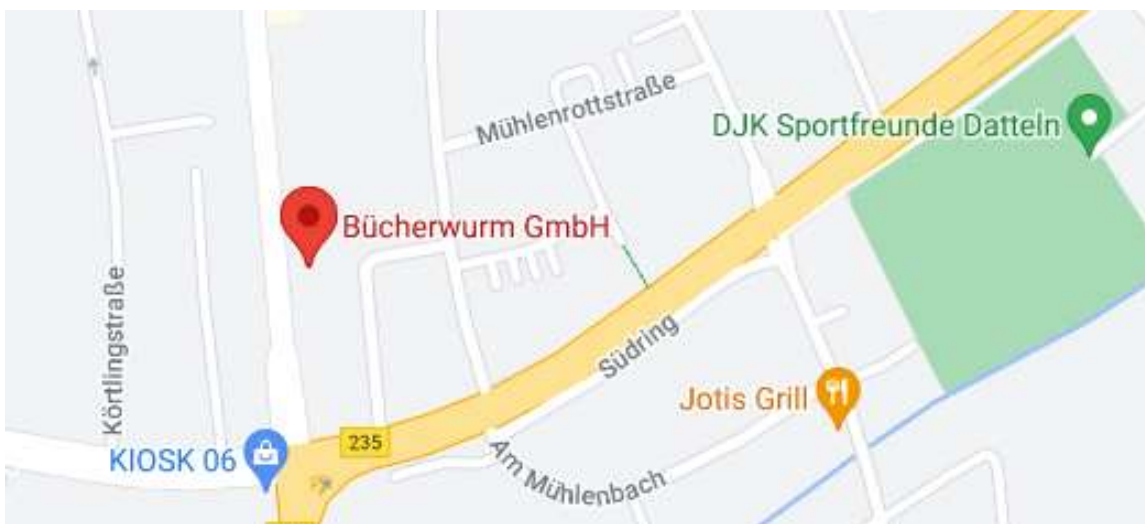 Mühlenrottstraße
DJK Sportfreunde Datteln
Bücherwurm GmbH
Körtlingstraße
Südring
Jotis Grill
235
KIOSK 06
Am Mühlenbach